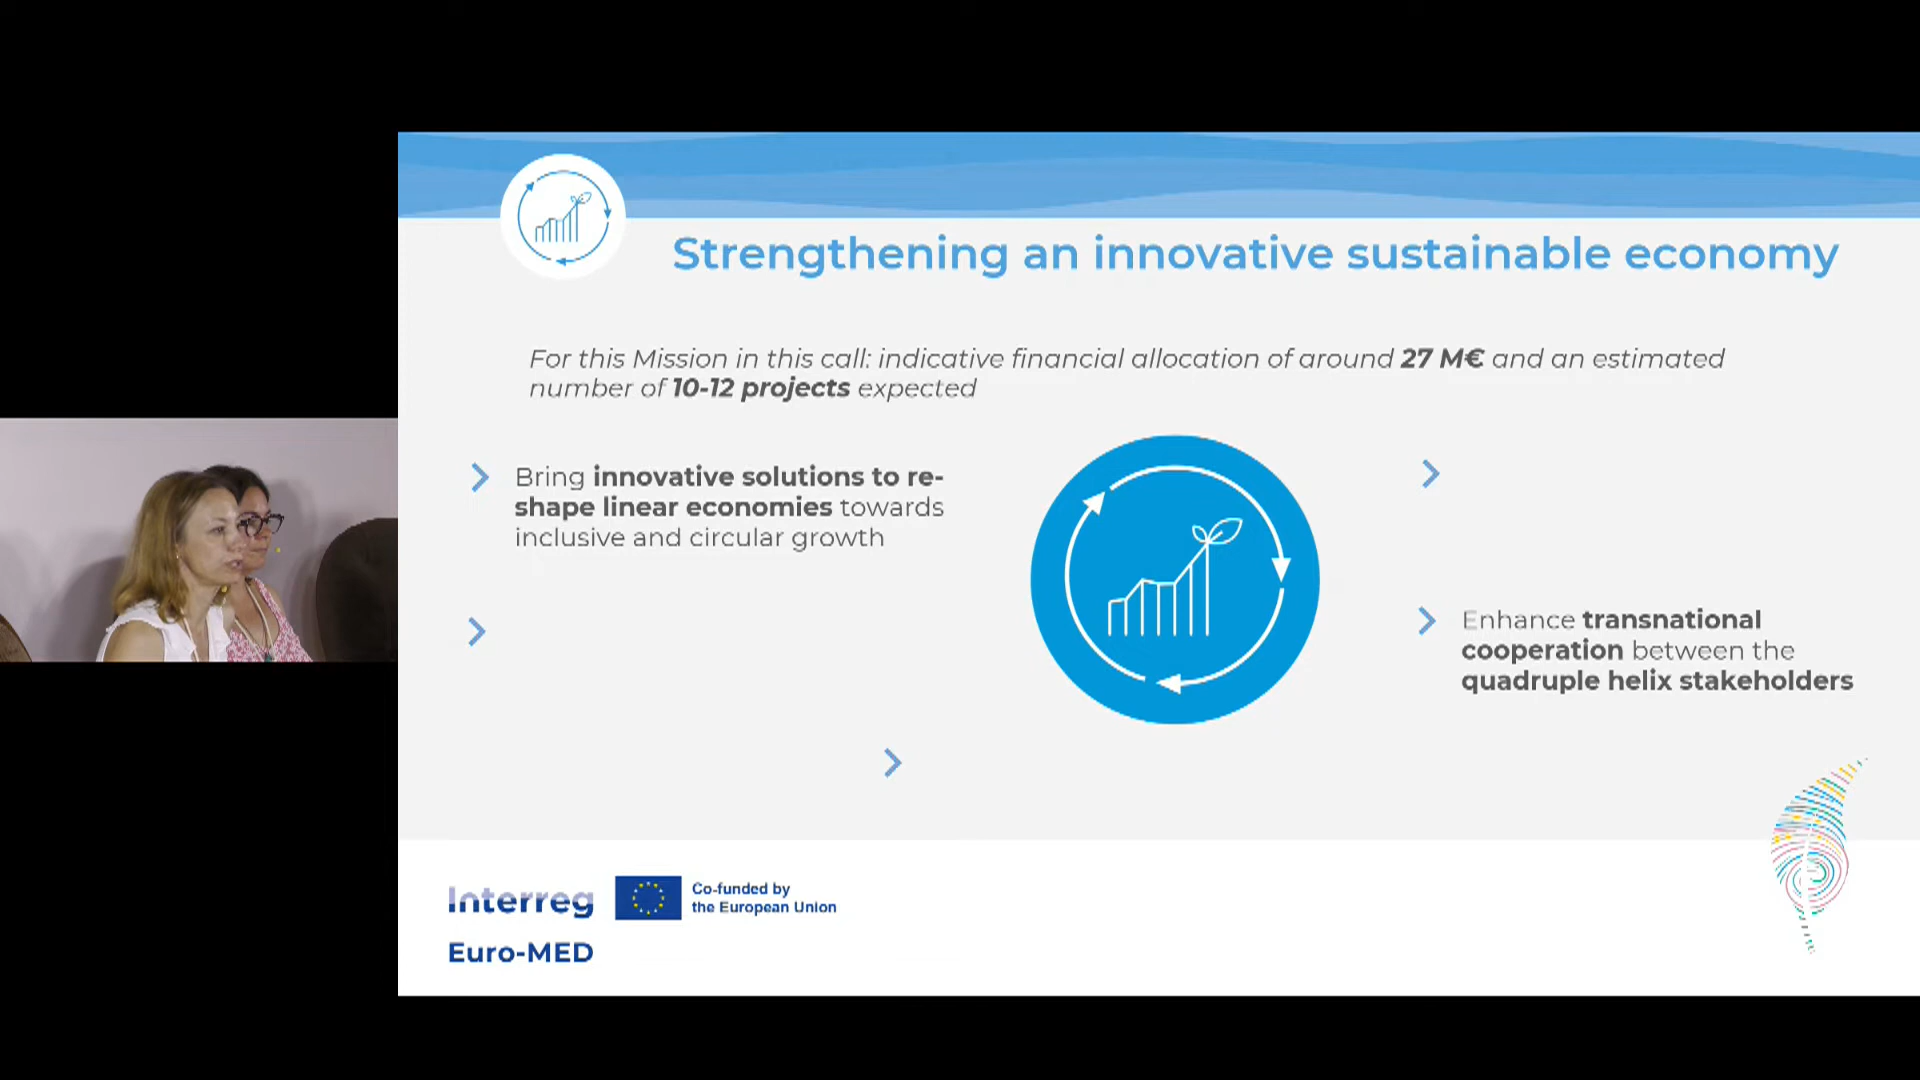 Strengthening an innovative sustainable economy
For this Mission in this call: indicative financial allocation of around 27 M€ and an estimated
number of 10-12 projects expected
Bring innovative solutions to re-
shape linear economies towards
inclusive and circular growth
Enhance transnational
cooperation between the
quadruple helix stakeholders
Interreg
Co-funded by
the European Union
Euro-MED